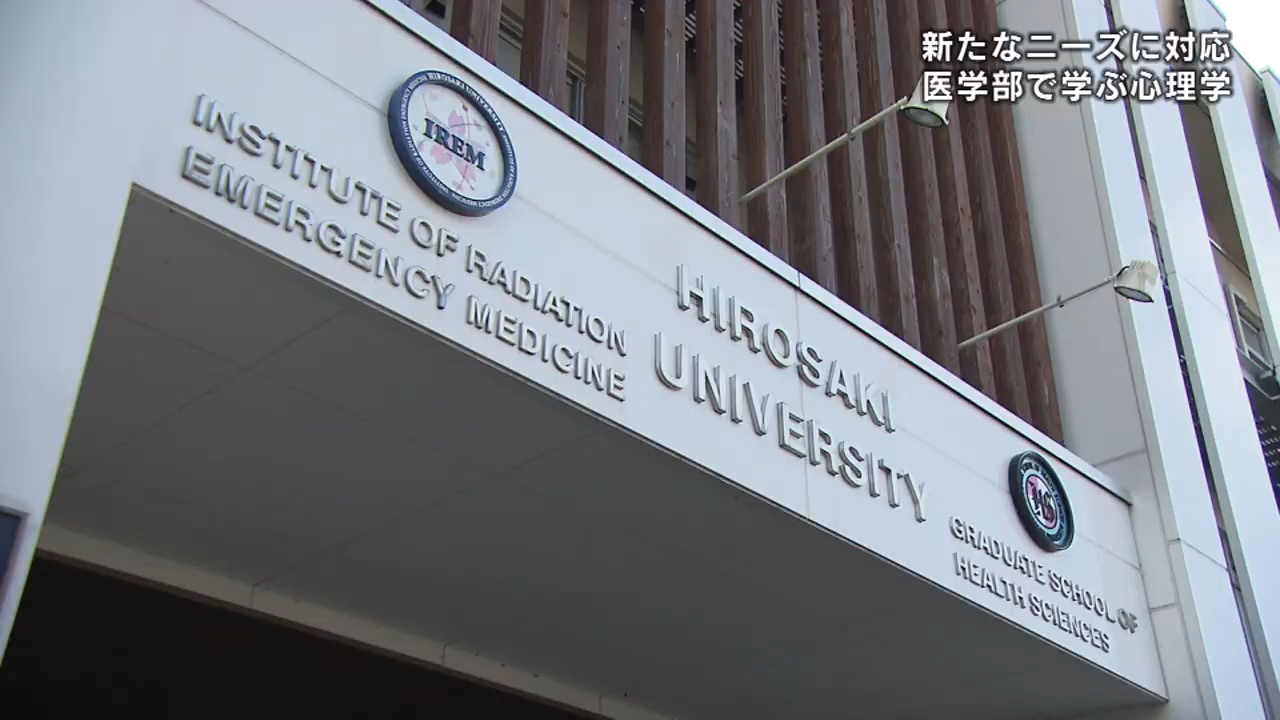 新たなニーズに対応
医学部で学ぶ心理学
IREM
INSTITUTE OF RADIATION
EMERGENCY MEDICINE
HIROSAKI
UNIVERSITY
GRADUATE SCHOOL OF
HEALTH SCIENCES